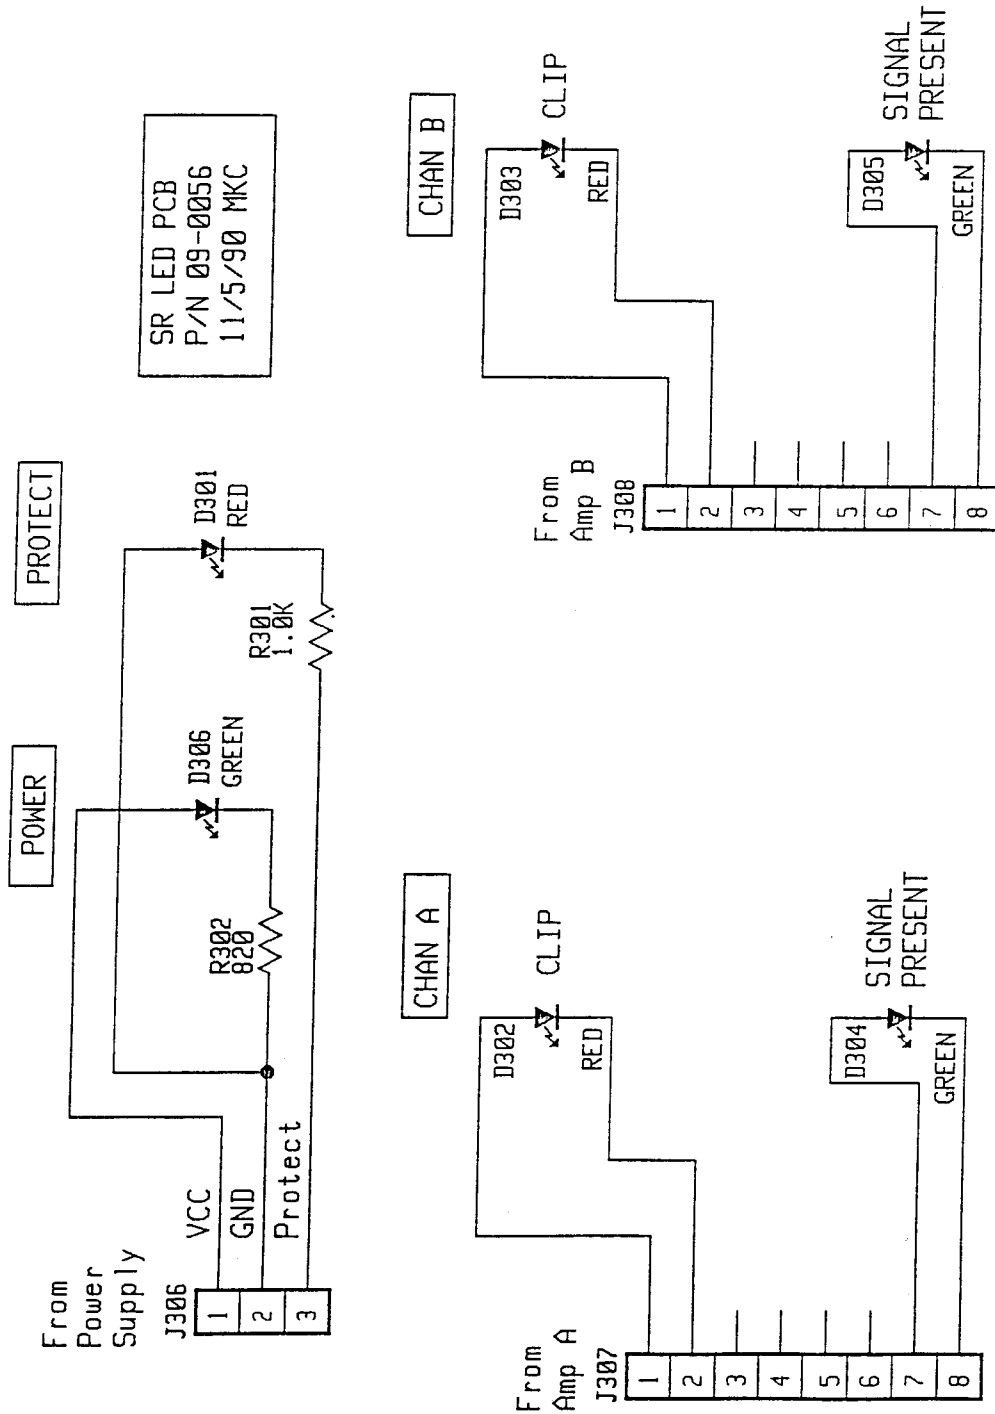 From
Power
Supply
J306
1
2
3
VCC
GND
Protect
POWER
D306
GREEN
R302
820
PROTECT
D301
RED
R301
1.0K
SR LED PCB
P/N 09-0056
11/5/90 MKC
From
Amp A
J307
1
2
3
4
5
6
7
8
CHAN A
D302
RED
CLIP
D304
GREEN
SIGNAL
PRESENT
From
Amp B
J308
1
2
3
4
5
6
7
8
CHAN B
D303
RED
CLIP
D305
GREEN
SIGNAL
PRESENT